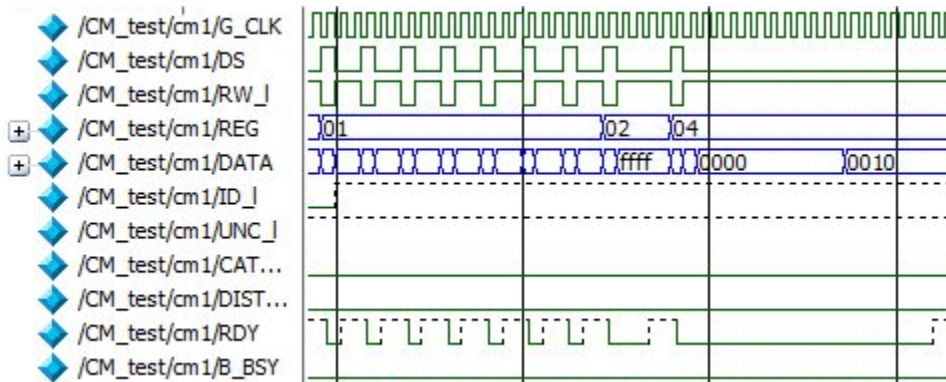 /CM_test/cm1/G_CLK
/CM_test/cm1/DS
/CM_test/cm1/RW_l
/CM_test/cm1/REG 01 02 04
/CM_test/cm1/DATA ffff 0000 0010
/CM_test/cm1/ID_l
/CM_test/cm1/UNC_l
/CM_test/cm1/CAT...
/CM_test/cm1/DIST...
/CM_test/cm1/RDY
/CM_test/cm1/B_BSY